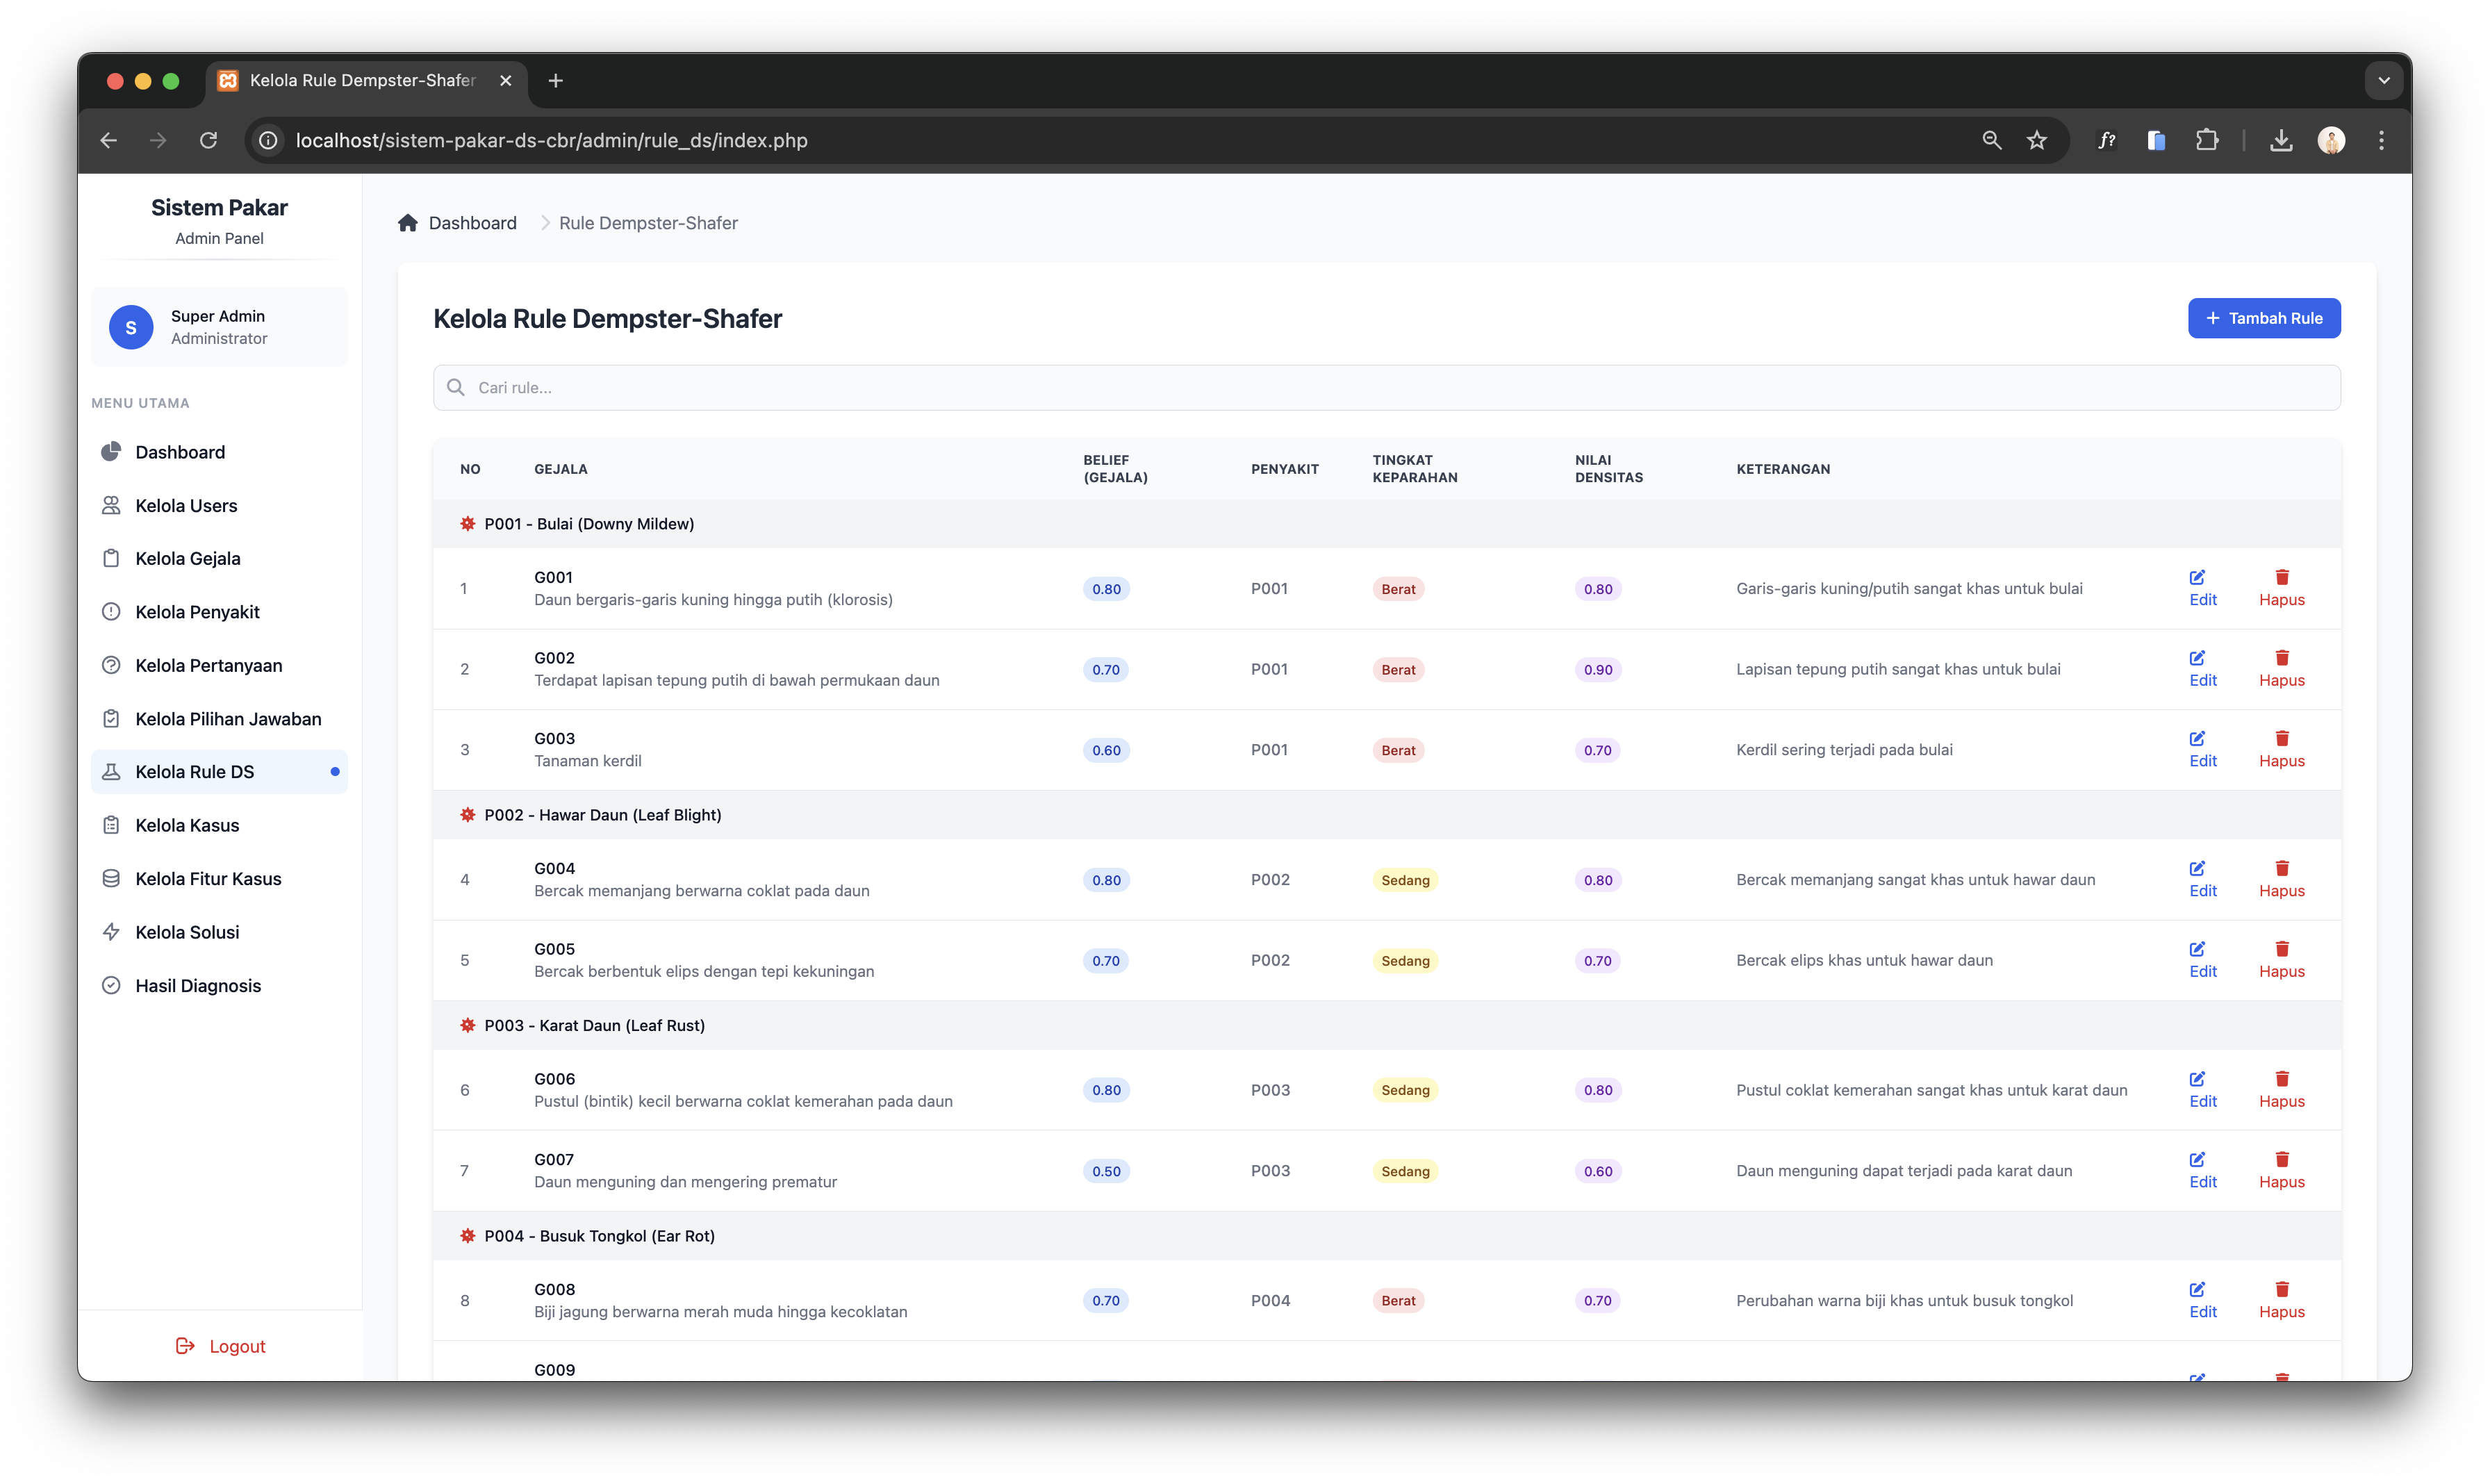 Kelola Rule Dempster-Shafer
localhost/sistem-pakar-ds-cbr/admin/rule_ds/index.php
f?
Sistem Pakar
Admin Panel
S
Super Admin
Administrator
MENU UTAMA
Dashboard
Kelola Users
Kelola Gejala
Kelola Penyakit
Kelola Pertanyaan
Kelola Pilihan Jawaban
Kelola Rule DS
Kelola Kasus
Kelola Fitur Kasus
Kelola Solusi
Hasil Diagnosis
Logout
Dashboard > Rule Dempster-Shafer
Kelola Rule Dempster-Shafer
+ Tambah Rule
Cari rule...
NO GEJALA BELIEF (GEJALA) PENYAKIT TINGKAT KEPARAHAN NILAI DENSITAS KETERANGAN
P001 - Bulai (Downy Mildew)
1 G001 0.80 P001 Berat 0.80 Garis-garis kuning/putih sangat khas untuk bulai Edit Hapus
Daun bergaris-garis kuning hingga putih (klorosis)
2 G002 0.70 P001 Berat 0.90 Lapisan tepung putih sangat khas untuk bulai Edit Hapus
Terdapat lapisan tepung putih di bawah permukaan daun
3 G003 0.60 P001 Berat 0.70 Kerdil sering terjadi pada bulai Edit Hapus
Tanaman kerdil
P002 - Hawar Daun (Leaf Blight)
4 G004 0.80 P002 Sedang 0.80 Bercak memanjang sangat khas untuk hawar daun Edit Hapus
Bercak memanjang berwarna coklat pada daun
5 G005 0.70 P002 Sedang 0.70 Bercak elips khas untuk hawar daun Edit Hapus
Bercak berbentuk elips dengan tepi kekuningan
P003 - Karat Daun (Leaf Rust)
6 G006 0.80 P003 Sedang 0.80 Pustul coklat kemerahan sangat khas untuk karat daun Edit Hapus
Pustul (bintik) kecil berwarna coklat kemerahan pada daun
7 G007 0.50 P003 Sedang 0.60 Daun menguning dapat terjadi pada karat daun Edit Hapus
Daun menguning dan mengering prematur
P004 - Busuk Tongkol (Ear Rot)
8 G008 0.70 P004 Berat 0.70 Perubahan warna biji khas untuk busuk tongkol Edit Hapus
Biji jagung berwarna merah muda hingga kecoklatan
G009